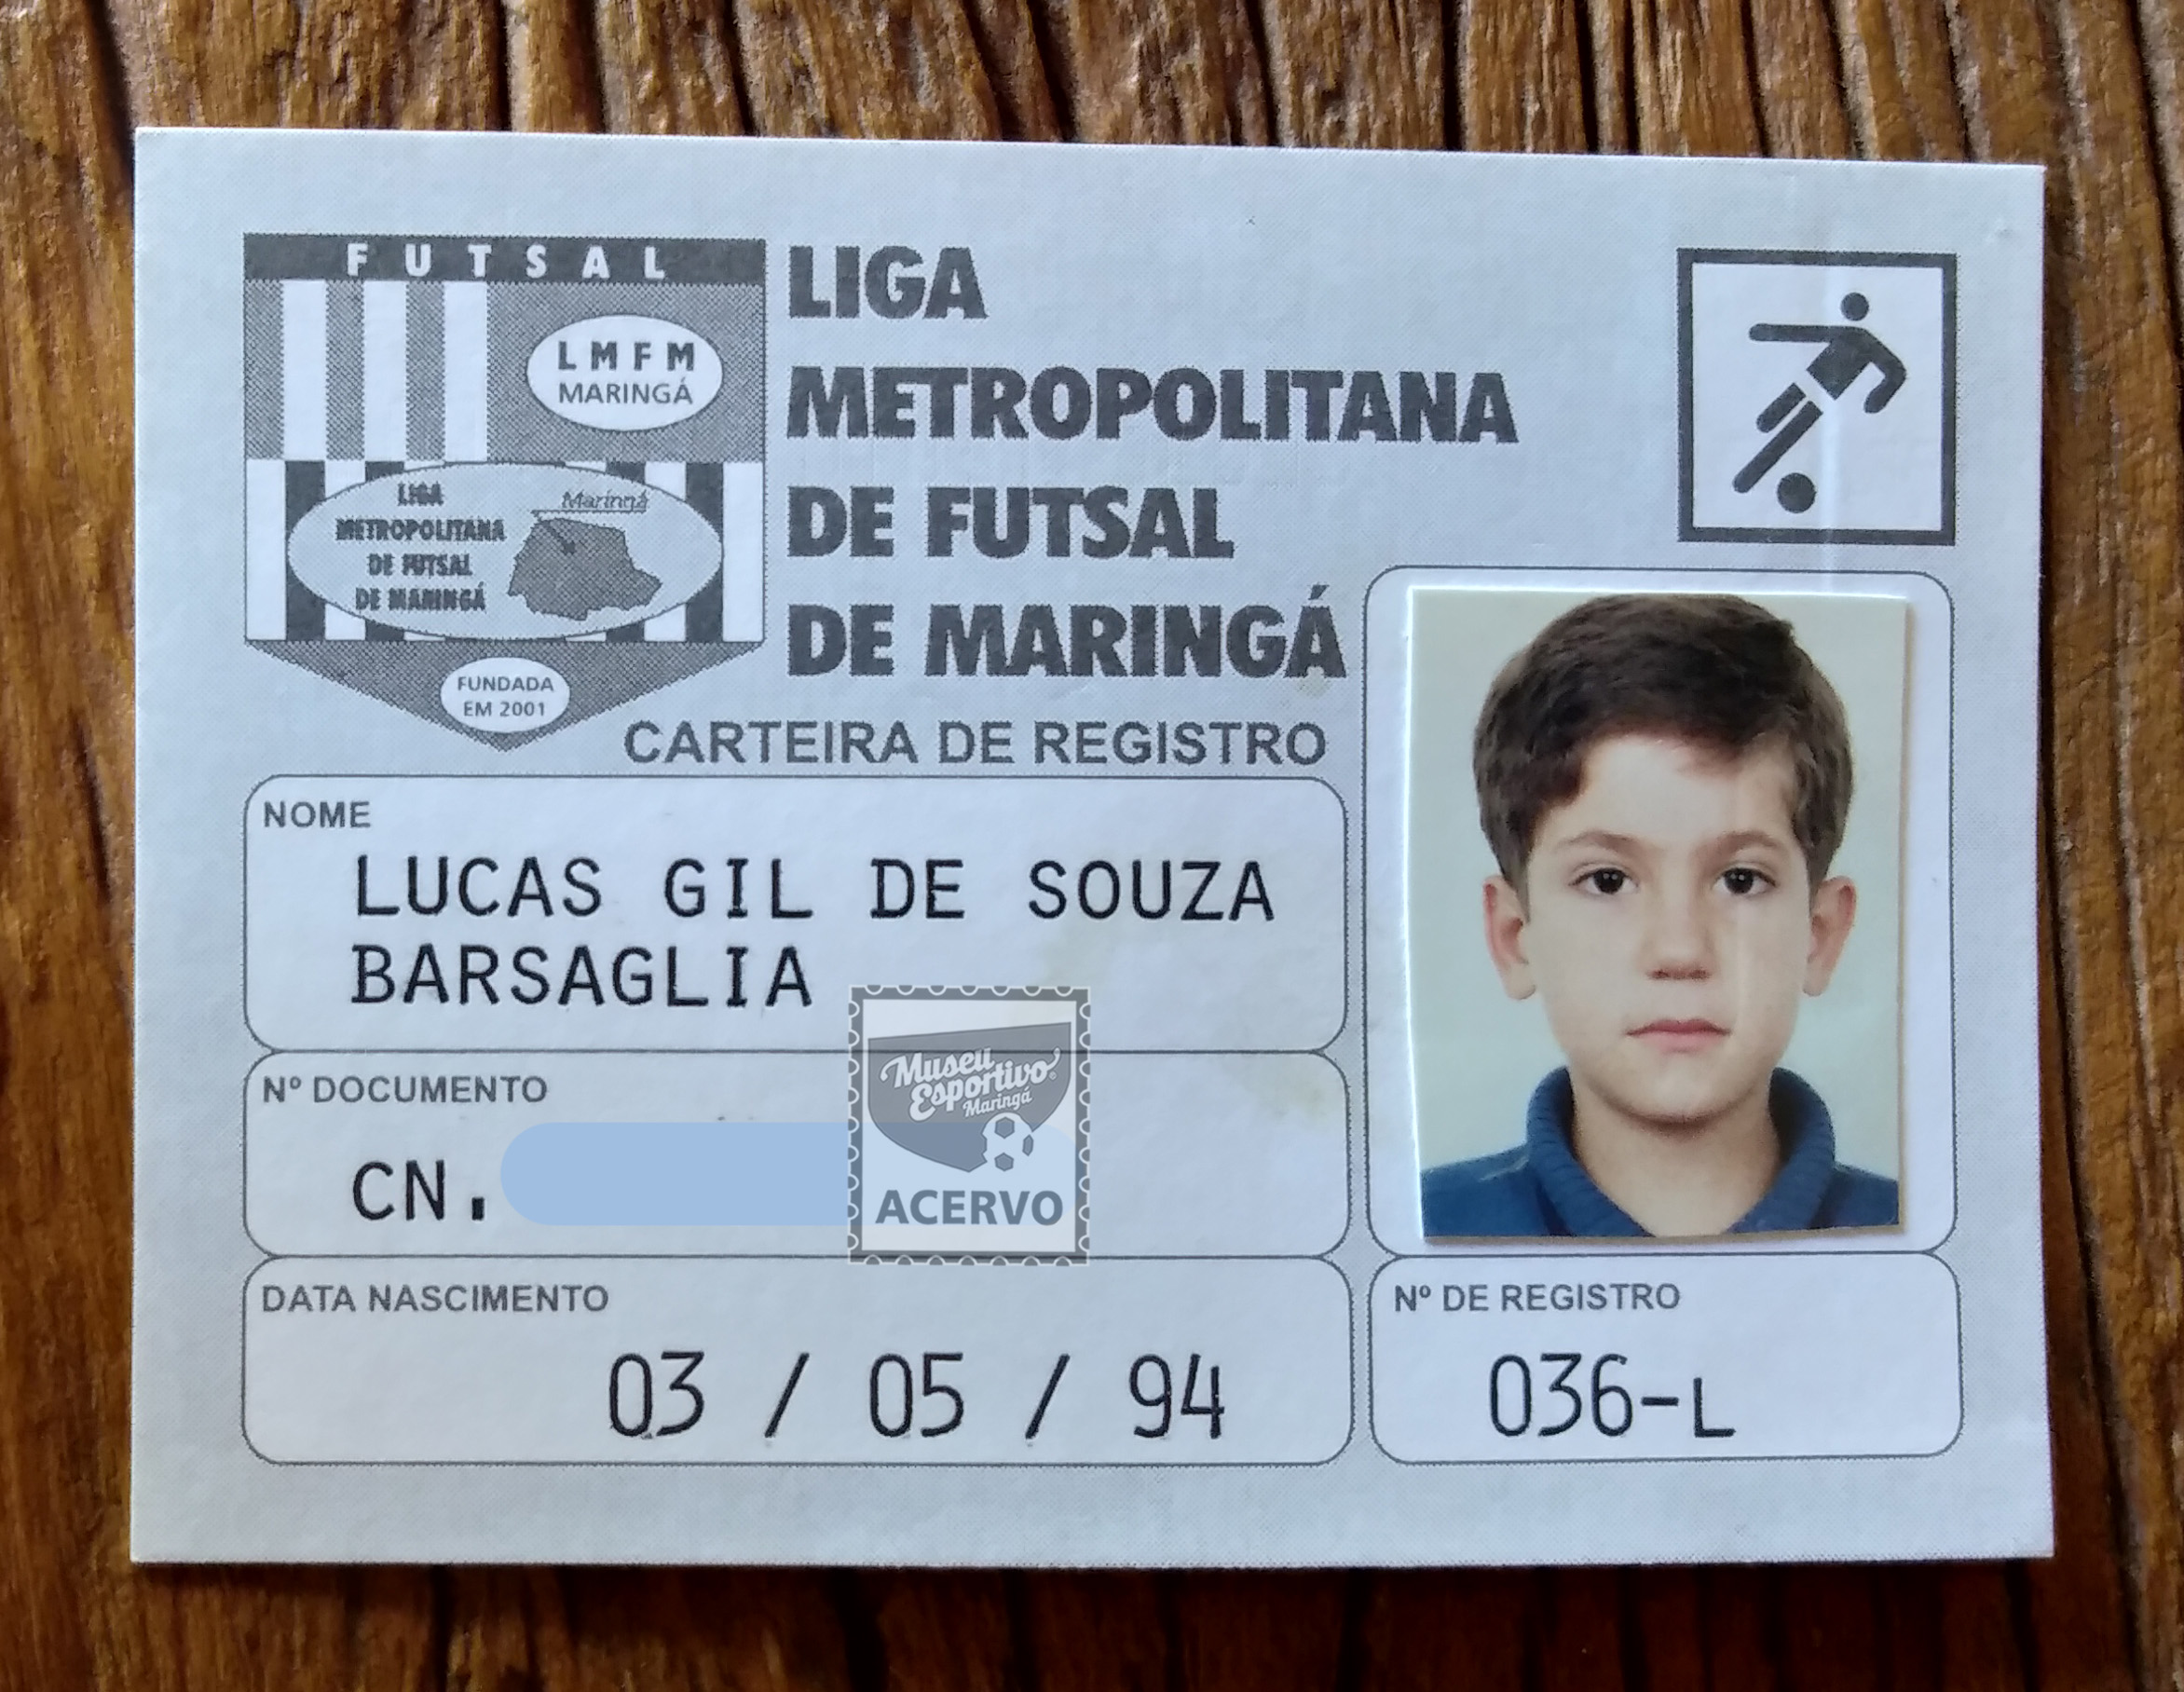 FUTSAL
LMFM
MARINGÁ
LIGA
METROPOLITANA
DE FUTSAL
DE MARINGÁ
Maringá
FUNDADA
EM 2001
LIGA
METROPOLITANA
DE FUTSAL
DE MARINGÁ
CARTEIRA DE REGISTRO
NOME
LUCAS GIL DE SOUZA
BARSAGLIA
Nº DOCUMENTO
CN.
Museu
Esportivo
Maringá
ACERVO
DATA NASCIMENTO
03 / 05 / 94
Nº DE REGISTRO
036-L